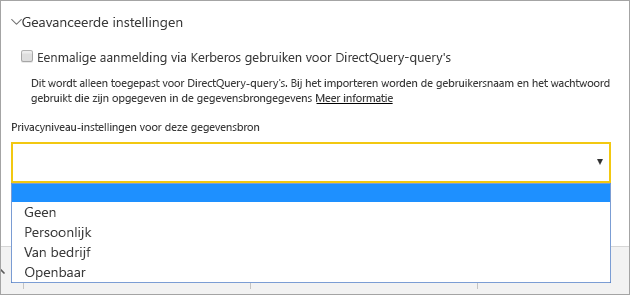 Geavanceerde instellingen
Eenmalige aanmelding via Kerberos gebruiken voor DirectQuery-query's
Dit wordt alleen toegepast voor DirectQuery-query's. Bij het importeren worden de gebruikersnaam en het wachtwoord
gebruikt die zijn opgegeven in de gegevensbrongegevens Meer informatie
Privacyniveau-instellingen voor deze gegevensbron
Geen
Persoonlijk
Van bedrijf
Openbaar